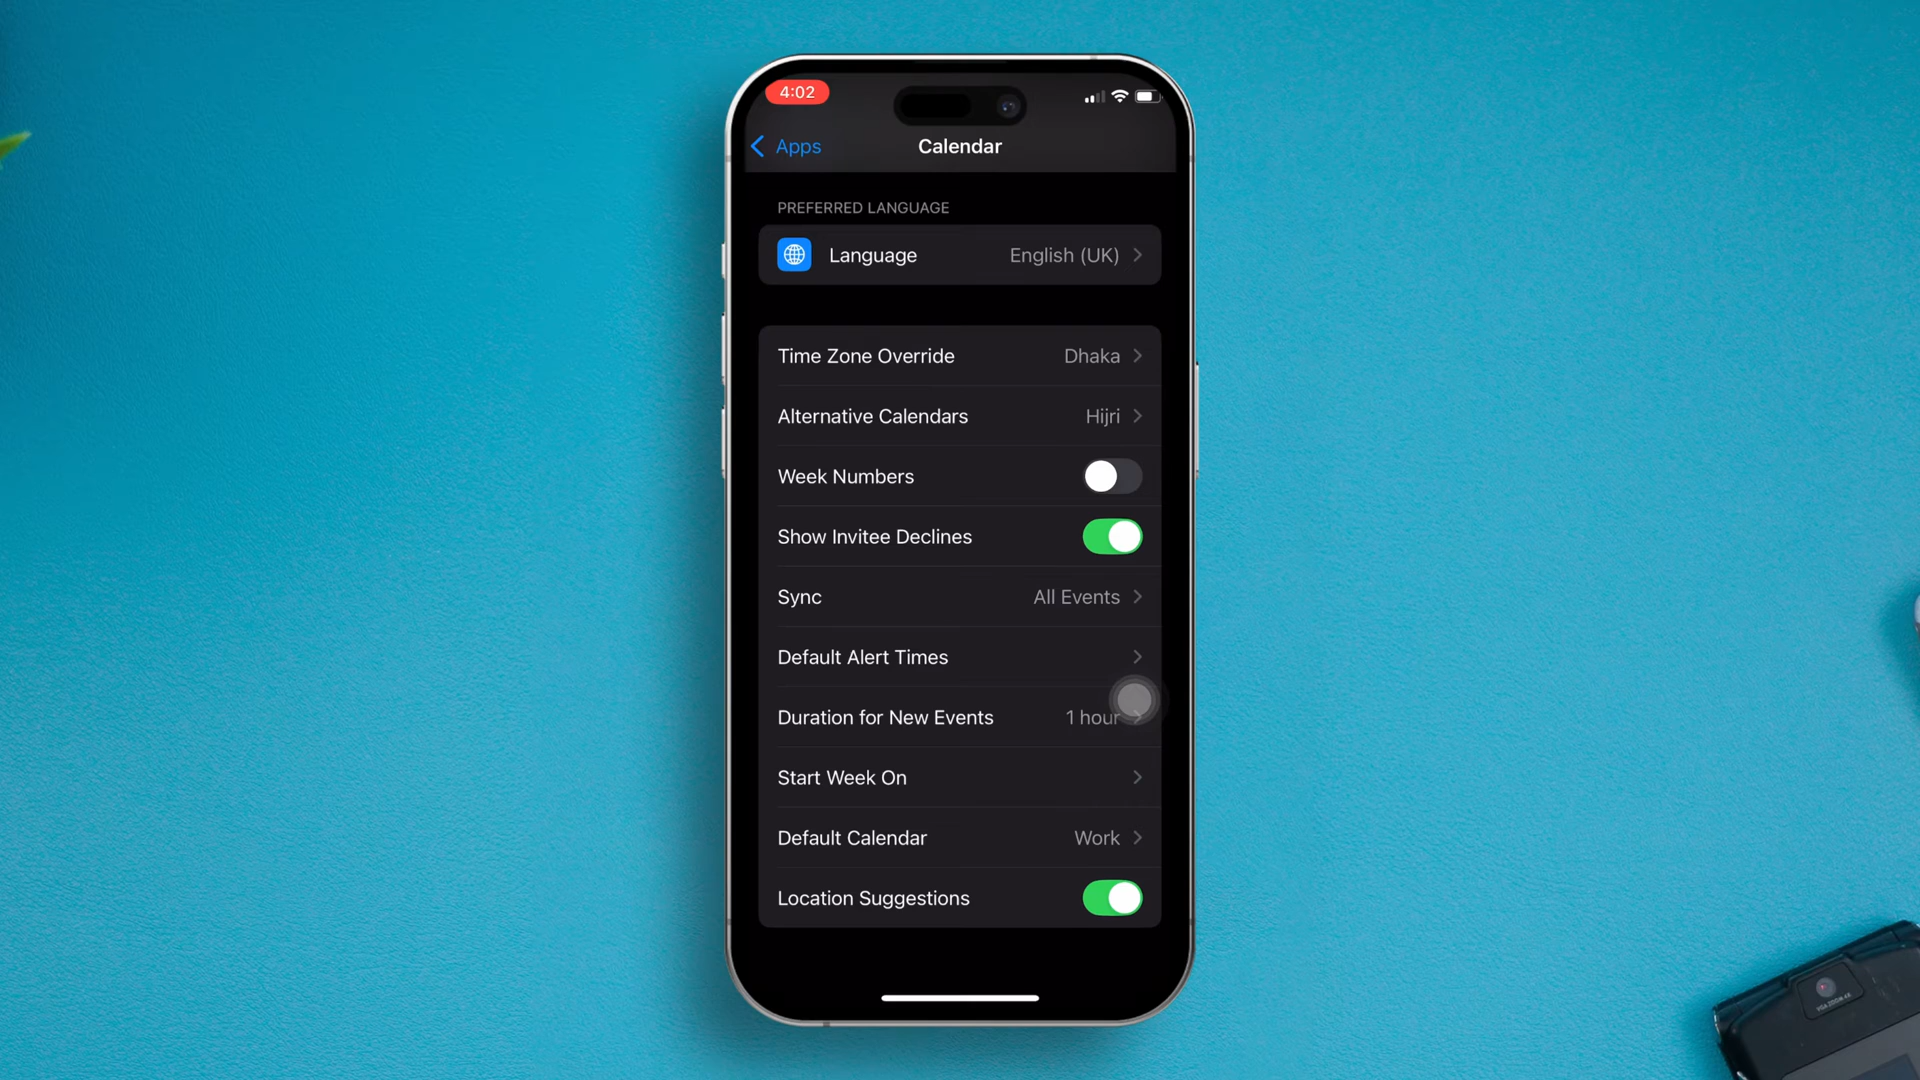 4:02
Apps
Calendar
PREFERRED LANGUAGE
Language English (UK)
Time Zone Override Dhaka
Alternative Calendars Hijri
Week Numbers
Show Invitee Declines
Sync All Events
Default Alert Times
Duration for New Events 1 hour
Start Week On
Default Calendar Work
Location Suggestions